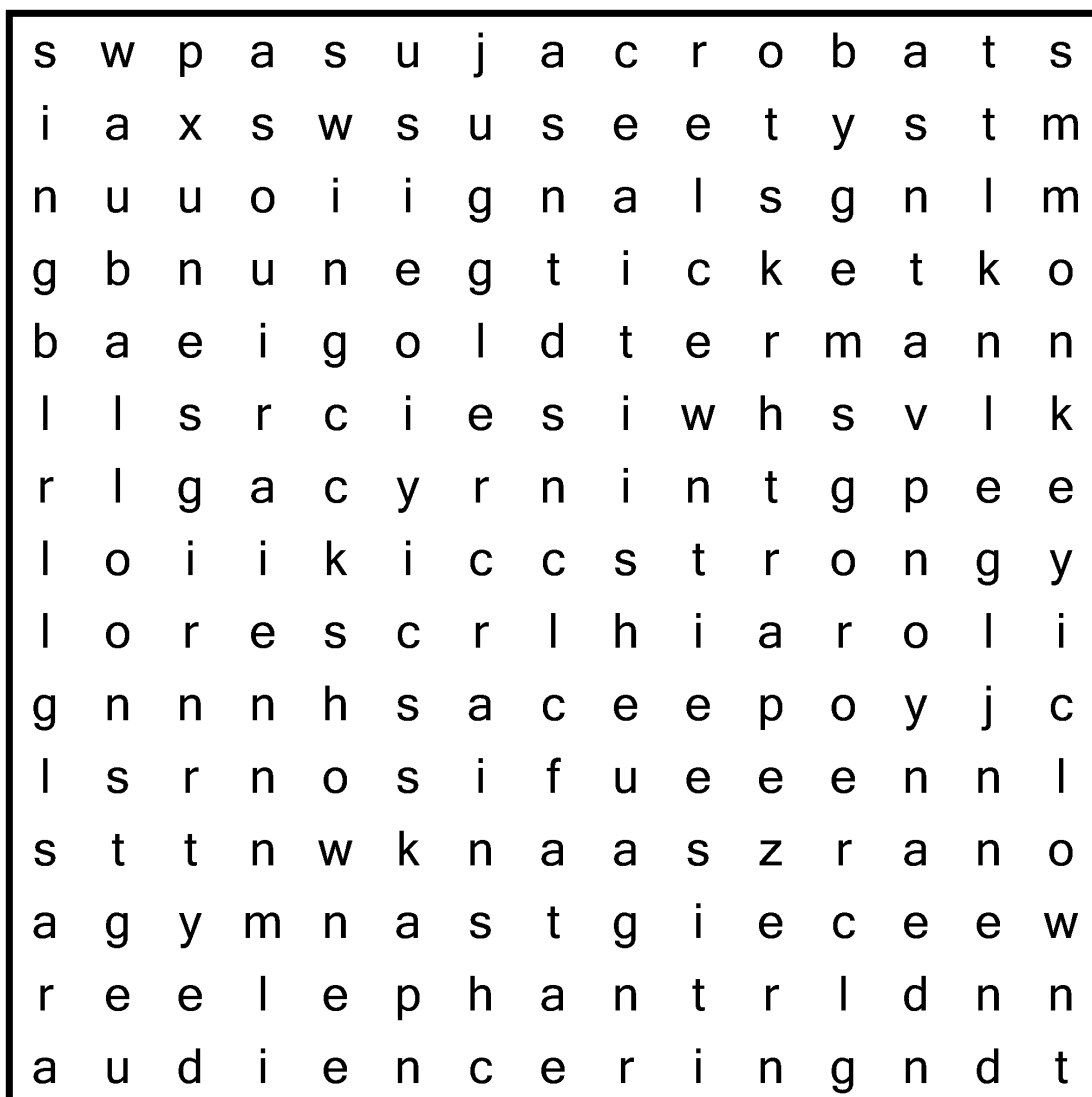 s w p a s u j a c r o b a t s
i a x s w s u s e e t y s t m
n u u o i i g n a l s g n l m
g b n u n e g t i c k e t k o
b a e i g o l d t e r m a n n
l l s r c i e s i w h s v l k
r l g a c y r n i n t g p e e
l o i i k i c c s t r o n g y
l o r e s c r l h i a r o l i
g n n n h s a c e e p o y j c
l s r n o s i f u e e e n n l
s t t n w k n a a s z r a n o
a g y m n a s t g i e c e e w
r e e l e p h a n t r l d n n
a u d i e n c e r i n g n d t